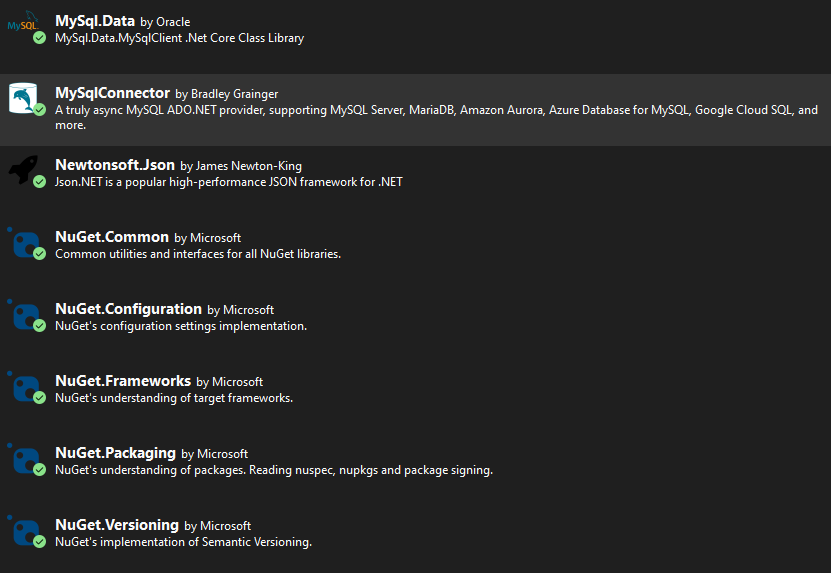 MySQL
MySql.Data by Oracle
MySql.Data.MySqlClient .Net Core Class Library
MySqlConnector by Bradley Grainger
A truly async MySQL ADO.NET provider, supporting MySQL Server, MariaDB, Amazon Aurora, Azure Database for MySQL, Google Cloud SQL, and
more.
Newtonsoft.Json by James Newton-King
Json.NET is a popular high-performance JSON framework for .NET
NuGet.Common by Microsoft
Common utilities and interfaces for all NuGet libraries.
NuGet.Configuration by Microsoft
NuGet's configuration settings implementation.
NuGet.Frameworks by Microsoft
NuGet's understanding of target frameworks.
NuGet.Packaging by Microsoft
NuGet's understanding of packages. Reading nuspec, nupkgs and package signing.
NuGet.Versioning by Microsoft
NuGet's implementation of Semantic Versioning.